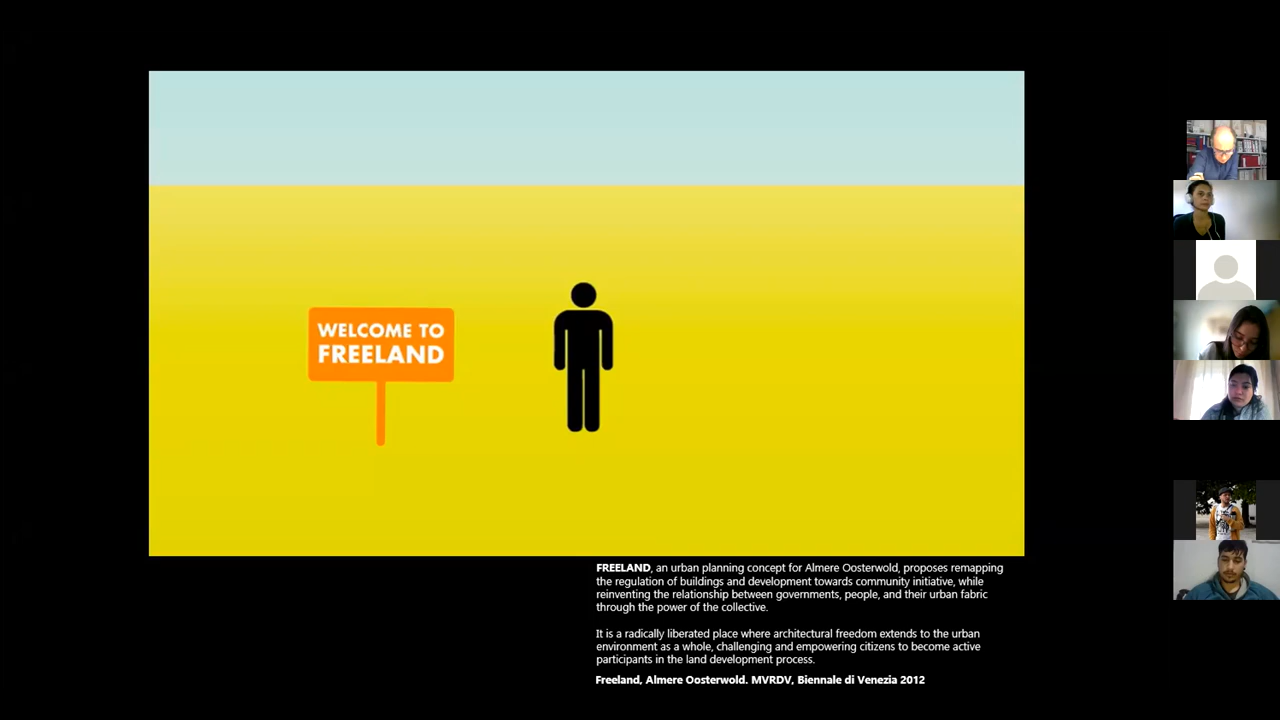 WELCOME TO
FREELAND
FREELAND, an urban planning concept for Almere Oosterwold, proposes remapping
the regulation of buildings and development towards community initiative, while
reinventing the relationship between governments, people, and their urban fabric
through the power of the collective.
It is a radically liberated place where architectural freedom extends to the urban
environment as a whole, challenging and empowering citizens to become active
participants in the land development process.
Freeland, Almere Oosterwold. MVRDV, Biennale di Venezia 2012